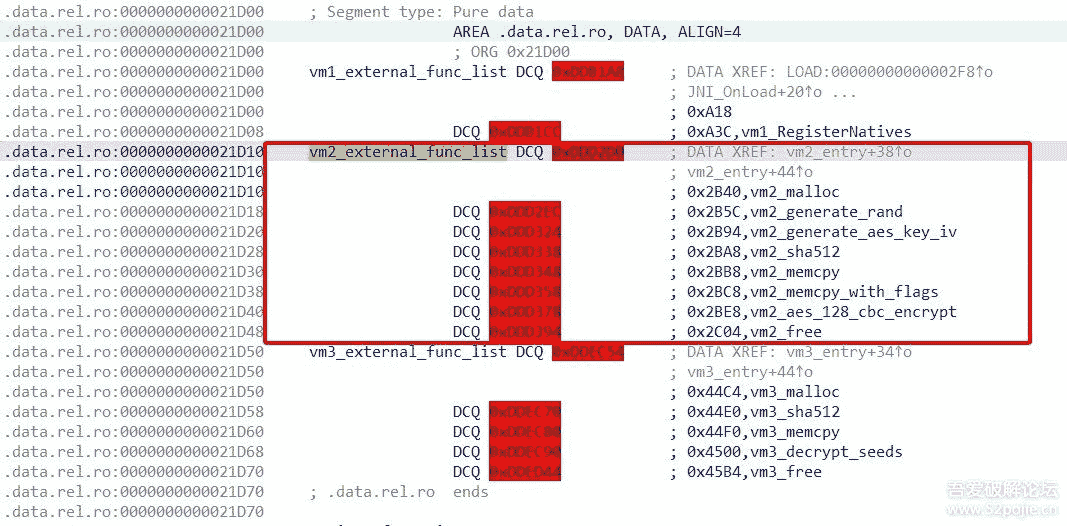 .data.rel.ro:0000000000021D00 ; Segment type: Pure data
.data.rel.ro:0000000000021D00 AREA .data.rel.ro, DATA, ALIGN=4
.data.rel.ro:0000000000021D00 ; ORG 0x21D00
.data.rel.ro:0000000000021D00 vm1_external_func_list DCQ ; DATA XREF: LOAD:00000000000002F8↑o
.data.rel.ro:0000000000021D00 ; JNI_OnLoad+20↑o ...
.data.rel.ro:0000000000021D00 ; 0xA18
.data.rel.ro:0000000000021D08 DCQ ; 0xA3C,vm1_RegisterNatives
.data.rel.ro:0000000000021D10 vm2_external_func_list DCQ ; DATA XREF: vm2_entry+38↑o
.data.rel.ro:0000000000021D10 ; vm2_entry+44↑o
.data.rel.ro:0000000000021D10 ; 0x2B40,vm2_malloc
.data.rel.ro:0000000000021D18 DCQ ; 0x2B5C,vm2_generate_rand
.data.rel.ro:0000000000021D20 DCQ ; 0x2B94,vm2_generate_aes_key_iv
.data.rel.ro:0000000000021D28 DCQ ; 0x2BA8,vm2_sha512
.data.rel.ro:0000000000021D30 DCQ ; 0x2BB8,vm2_memcpy
.data.rel.ro:0000000000021D38 DCQ ; 0x2BC8,vm2_memcpy_with_flags
.data.rel.ro:0000000000021D40 DCQ ; 0x2BE8,vm2_aes_128_cbc_encrypt
.data.rel.ro:0000000000021D48 DCQ ; 0x2C04,vm2_free
.data.rel.ro:0000000000021D50 vm3_external_func_list DCQ ; DATA XREF: vm3_entry+34↑o
.data.rel.ro:0000000000021D50 ; vm3_entry+44↑o
.data.rel.ro:0000000000021D50 ; 0x44C4,vm3_malloc
.data.rel.ro:0000000000021D58 DCQ ; 0x44E0,vm3_sha512
.data.rel.ro:0000000000021D60 DCQ ; 0x44F0,vm3_memcpy
.data.rel.ro:0000000000021D68 DCQ ; 0x4500,vm3_decrypt_seeds
.data.rel.ro:0000000000021D70 DCQ ; 0x45B4,vm3_free
.data.rel.ro:0000000000021D70 ; .data.rel.ro ends
.data.rel.ro:0000000000021D70
吾爱破解论坛
www.52pojie.cn